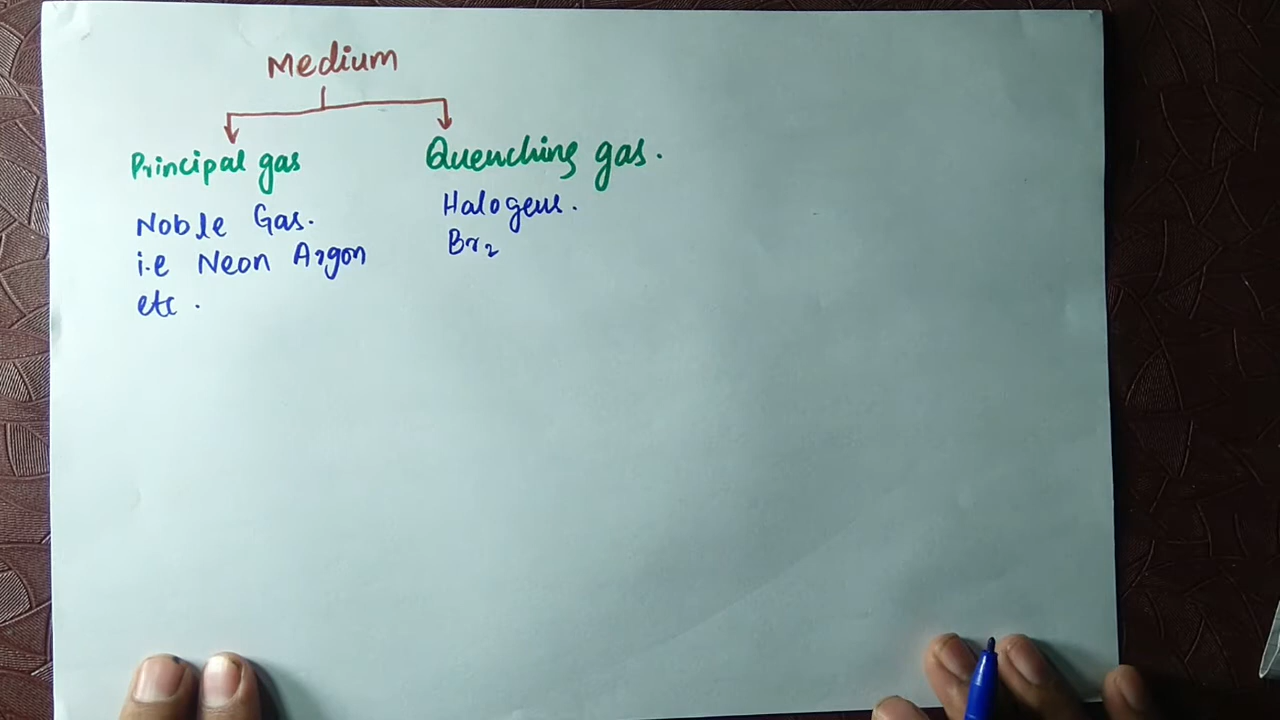 Medium
Principal gas
Quenching gas.
Noble Gas.
i.e Neon Argon
etc.
Halogens.
Br₂